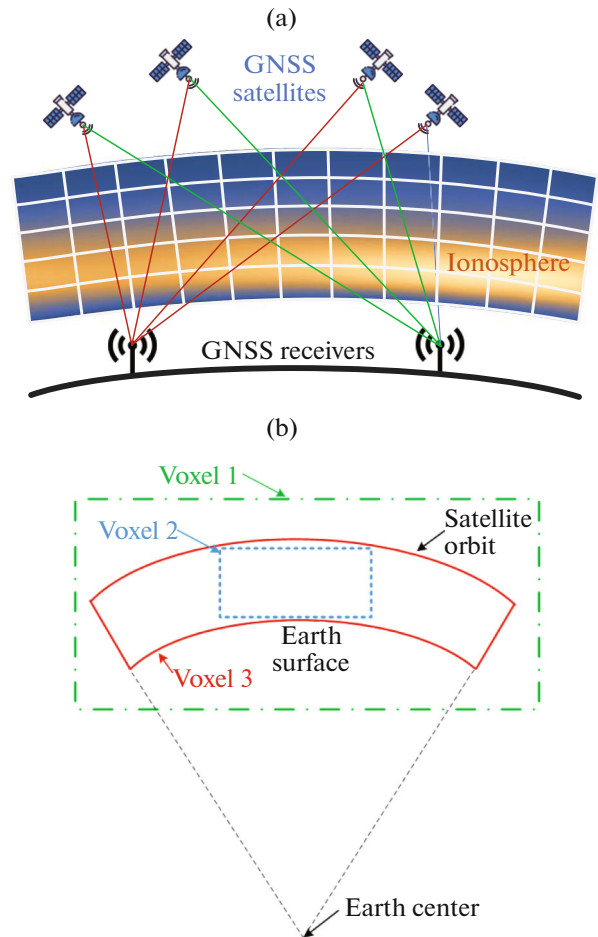 (a)
GNSS
satellites
Ionosphere
GNSS receivers
(b)
Voxel 1
Voxel 2
Satellite
orbit
Earth
surface
Voxel 3
Earth center